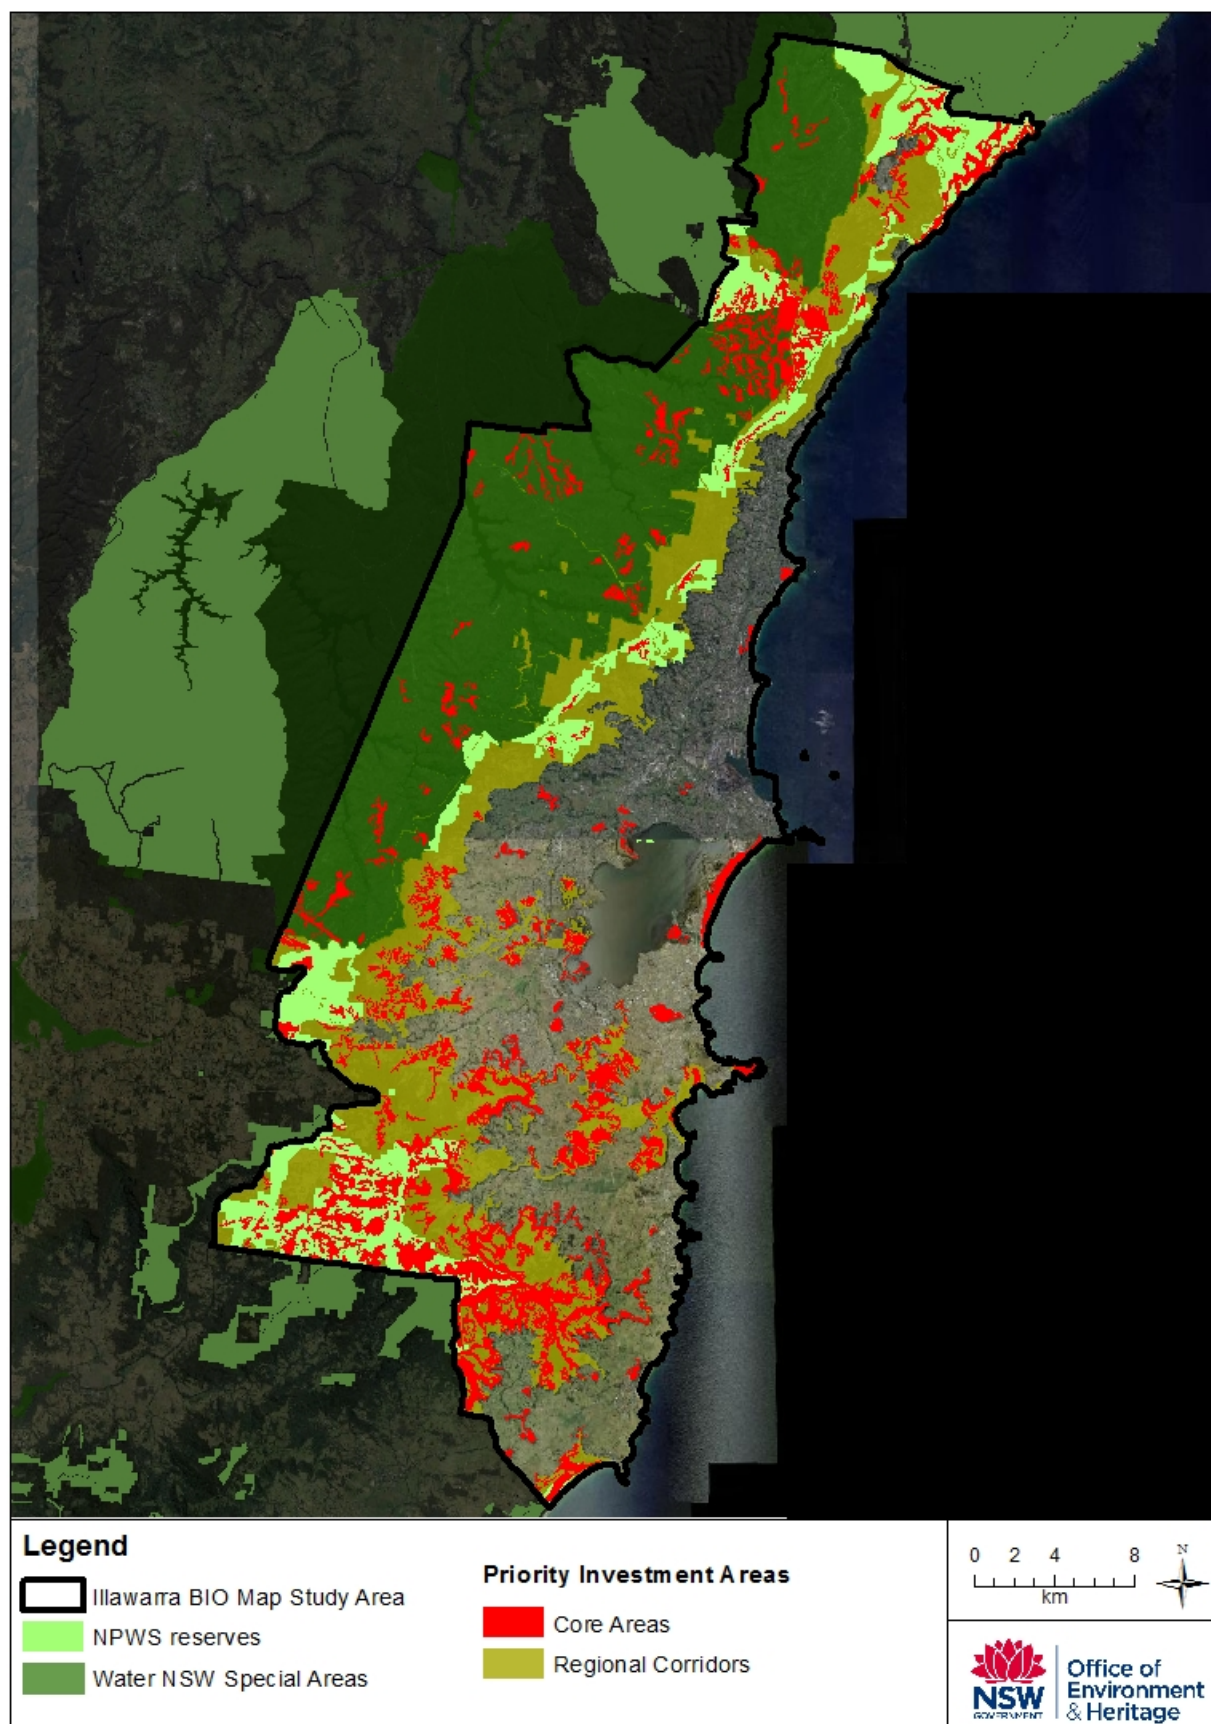 Legend
Illawarra BIO Map Study Area
NPWS reserves
Water NSW Special Areas
Priority Investment Areas
Core Areas
Regional Corridors
0 2 4 8
km
N
NSW
GOVERNMENT
Office of
Environment
& Heritage